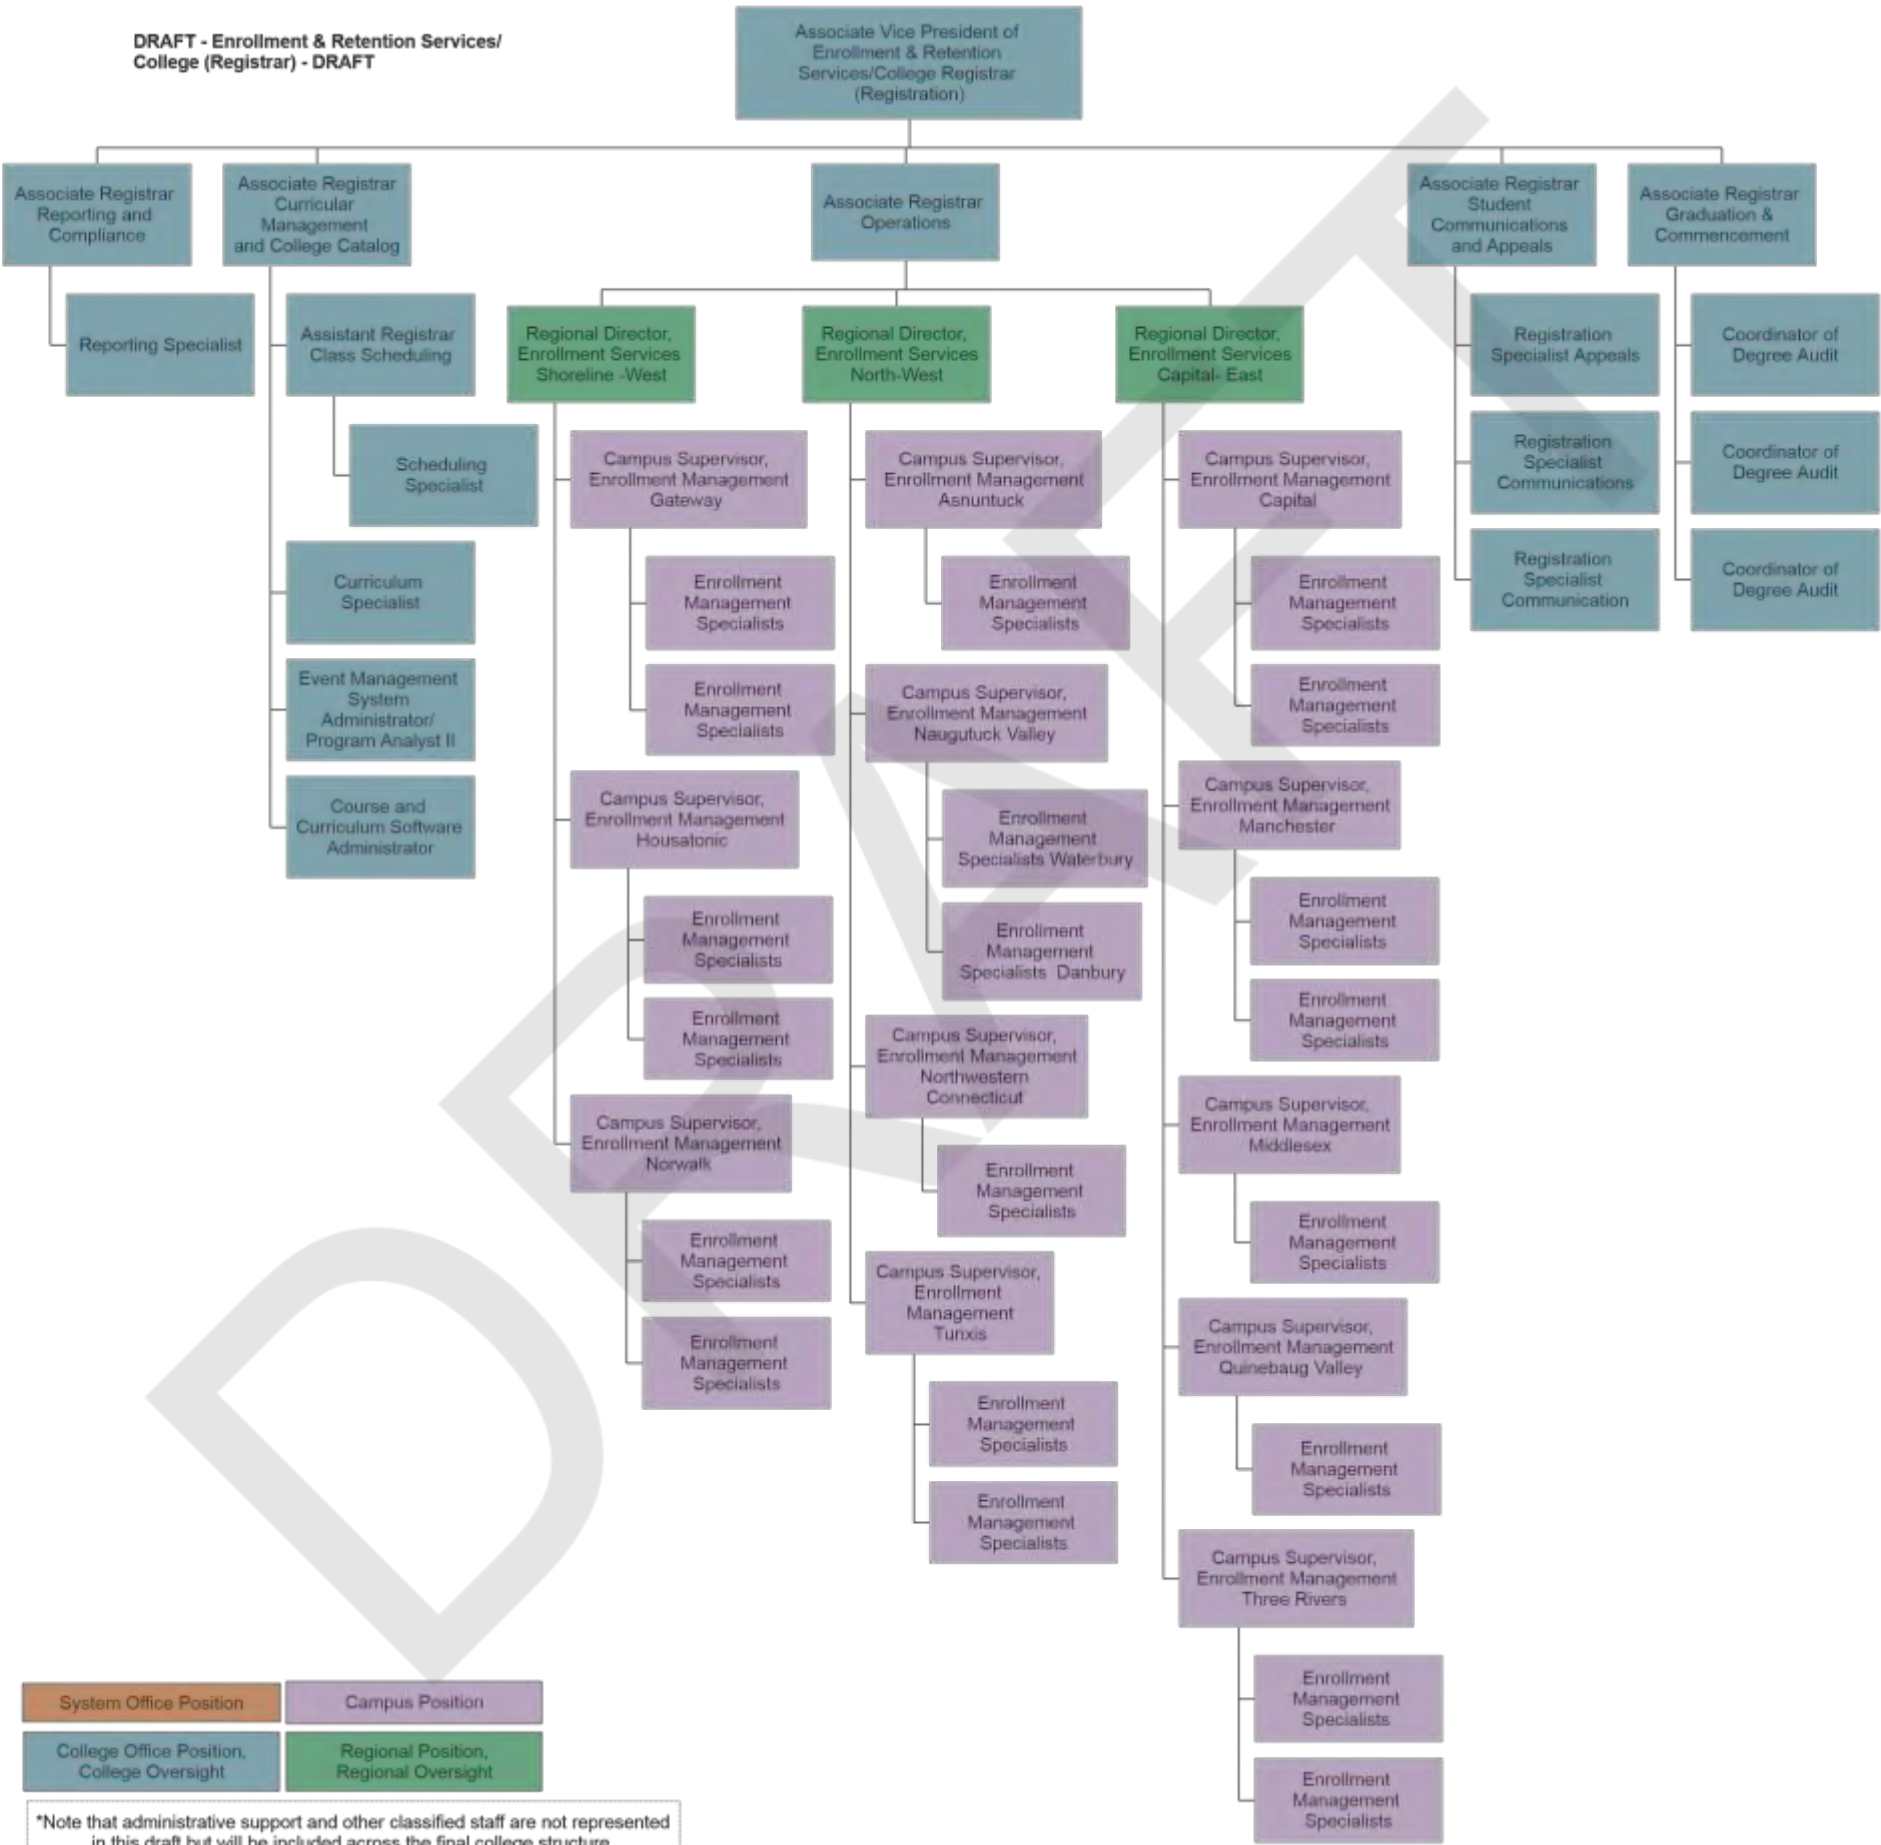 DRAFT - Enrollment & Retention Services/
College (Registrar) - DRAFT
Associate Vice President of
Enrollment & Retention
Services/College Registrar
(Registration)
Associate Registrar
Reporting and
Compliance
Reporting Specialist
Associate Registrar
Curricular
Management
and College Catalog
Assistant Registrar
Class Scheduling
Scheduling
Specialist
Curriculum
Specialist
Event Management
System
Administrator/
Program Analyst II
Course and
Curriculum Software
Administrator
Associate Registrar
Operations
Regional Director,
Enrollment Services
Shoreline -West
Campus Supervisor,
Enrollment Management
Gateway
Enrollment
Management
Specialists
Enrollment
Management
Specialists
Campus Supervisor,
Enrollment Management
Housatonic
Enrollment
Management
Specialists
Enrollment
Management
Specialists
Campus Supervisor,
Enrollment Management
Norwalk
Enrollment
Management
Specialists
Enrollment
Management
Specialists
Regional Director,
Enrollment Services
North-West
Campus Supervisor,
Enrollment Management
Asnuntuck
Enrollment
Management
Specialists
Campus Supervisor,
Enrollment Management
Naugutuck Valley
Enrollment
Management
Specialists Waterbury
Enrollment
Management
Specialists Danbury
Campus Supervisor,
Enrollment Management
Northwestern
Connecticut
Enrollment
Management
Specialists
Campus Supervisor,
Enrollment
Management
Tunxis
Enrollment
Management
Specialists
Enrollment
Management
Specialists
Regional Director,
Enrollment Services
Capital- East
Campus Supervisor,
Enrollment Management
Capital
Enrollment
Management
Specialists
Enrollment
Management
Specialists
Campus Supervisor,
Enrollment Management
Manchester
Enrollment
Management
Specialists
Enrollment
Management
Specialists
Campus Supervisor,
Enrollment Management
Middlesex
Enrollment
Management
Specialists
Campus Supervisor,
Enrollment Management
Quinebaug Valley
Enrollment
Management
Specialists
Campus Supervisor,
Enrollment Management
Three Rivers
Enrollment
Management
Specialists
Enrollment
Management
Specialists
Associate Registrar
Student
Communications
and Appeals
Registration
Specialist Appeals
Registration
Specialist
Communications
Registration
Specialist
Communication
Associate Registrar
Graduation &
Commencement
Coordinator of
Degree Audit
Coordinator of
Degree Audit
Coordinator of
Degree Audit
DRAFT
System Office Position
Campus Position
College Office Position,
College Oversight
Regional Position,
Regional Oversight
*Note that administrative support and other classified staff are not represented
in this draft but will be included across the final college structure